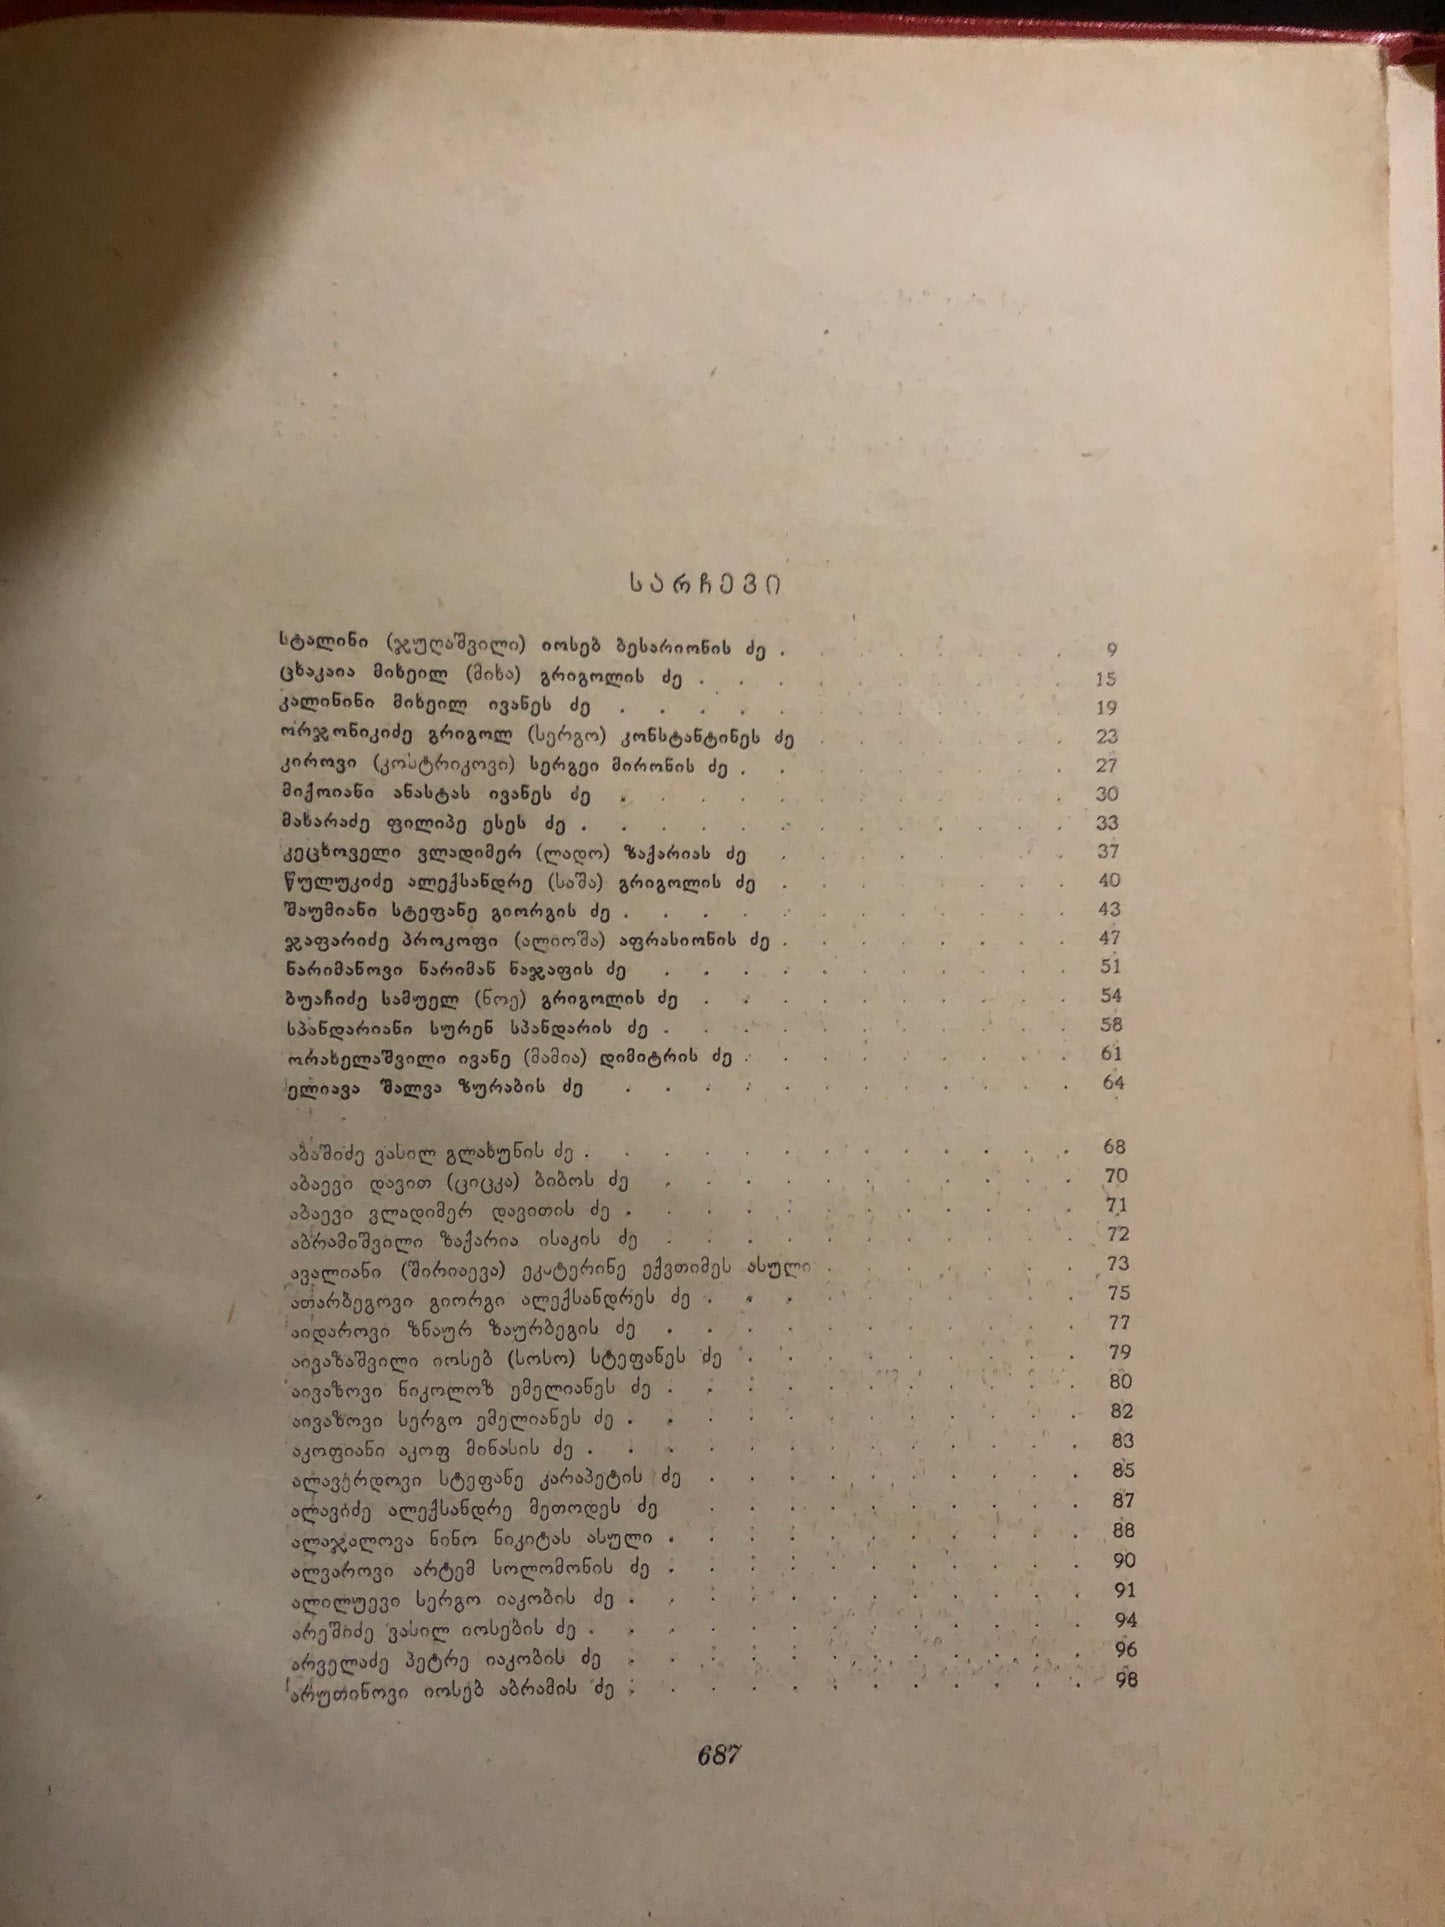 სარჩევი
სტალინი (ჯუღაშვილი) იოსებ ბესარიონის ძე . . . . . . . . 9
ცხაკაია მიხეილ (მიხა) გრიგოლის ძე . . . . . . . . . . 15
კალინინი მიხეილ ივანეს ძე . . . . . . . . . . . . 19
ორჯონიკიძე გრიგოლ (სერგო) კონსტანტინეს ძე . . . . . . . 23
კიროვი (კოსტრიკოვი) სერგეი მირონის ძე . . . . . . . . . 27
მიქოიანი ანასტას ივანეს ძე . . . . . . . . . . . . 30
მახარაძე ფილიპე ესეს ძე . . . . . . . . . . . . . 33
კეცხოველი ვლადიმერ (ლადო) ზაქარიას ძე . . . . . . . . 37
წულუკიძე ალექსანდრე (საშა) გრიგოლის ძე . . . . . . . . 40
შაუმიანი სტეფანე გიორგის ძე . . . . . . . . . . . . 43
ჯაფარიძე პროკოფი (ალიოშა) აფრასიონის ძე . . . . . . . . 47
ნარიმანოვი ნარიმან ნაჯაფის ძე . . . . . . . . . . . 51
ბუაჩიძე სამუელ (ნოე) გრიგოლის ძე . . . . . . . . . . 54
სპანდარიანი სურენ სპანდარის ძე . . . . . . . . . . . 58
ორახელაშვილი ივანე (მამია) დიმიტრის ძე . . . . . . . . . 61
ელიავა შალვა ზურაბის ძე . . . . . . . . . . . . 64
აბაშიძე ვასილ გლახუნის ძე . . . . . . . . . . . . . 68
აბაევი დავით (ციცკა) ბიბოს ძე . . . . . . . . . . . 70
აბაევი ვლადიმერ დავითის ძე . . . . . . . . . . . . 71
აბრამიშვილი ზაქარია ისაკის ძე . . . . . . . . . . . 72
ავალიანი (შირიაევა) ეკატერინე ექვთიმეს ასული . . . . . . . 73
ათარბეგოვი გიორგი ალექსანდრეს ძე . . . . . . . . . . 75
აიდაროვი ზნაურ ზაურბეგის ძე . . . . . . . . . . . 77
აივაზაშვილი იოსებ (სოსო) სტეფანეს ძე . . . . . . . . . 79
აივაზოვი ნიკოლოზ ემელიანეს ძე . . . . . . . . . . . 80
აივაზოვი სერგო ემელიანეს ძე . . . . . . . . . . . . 82
აკოფიანი აკოფ მინასის ძე . . . . . . . . . . . . . 83
ალავერდოვი სტეფანე კარაპეტის ძე . . . . . . . . . . 85
ალავიძე ალექსანდრე მეთოდეს ძე . . . . . . . . . . 87
ალაჯალოვა ნინო ნიკიტას ასული . . . . . . . . . . . 88
ალვაროვი არტემ სოლომონის ძე . . . . . . . . . . . 90
ალილუევი სერგო იაკობის ძე . . . . . . . . . . . . 91
არეშიძე ვასილ იოსების ძე . . . . . . . . . . . . . 94
არველაძე პეტრე იაკობის ძე . . . . . . . . . . . . 96
არუთინოვი იოსებ აბრამის ძე . . . . . . . . . . . . 98
687